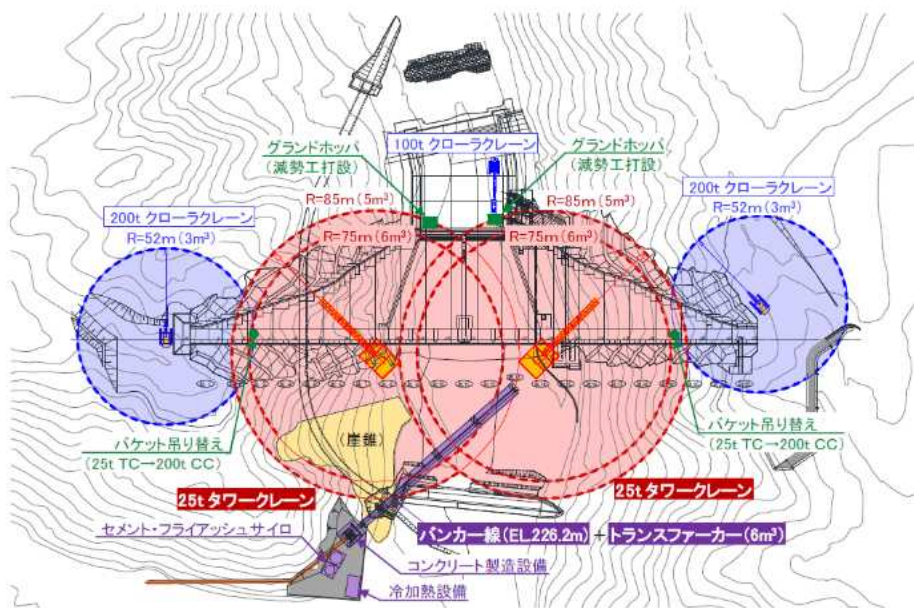 グランドホッパ
（減勢工打設）
100t クローラクレーン
グランドホッパ
（減勢工打設）
200t クローラクレーン
R=52m（3m³）
R=85m（5m³）
R=75m（6m³）
R=85m（5m³）
R=75m（6m³）
200t クローラクレーン
R=52m（3m³）
（崖錐）
バケット吊り替え
（25t TC→200t CC）
バケット吊り替え
（25t TC→200t CC）
25t タワークレーン
25t タワークレーン
セメント・フライアッシュサイロ
バンカー線（EL.226.2m）＋トランスファーカー（6m³）
コンクリート製造設備
冷加熱設備